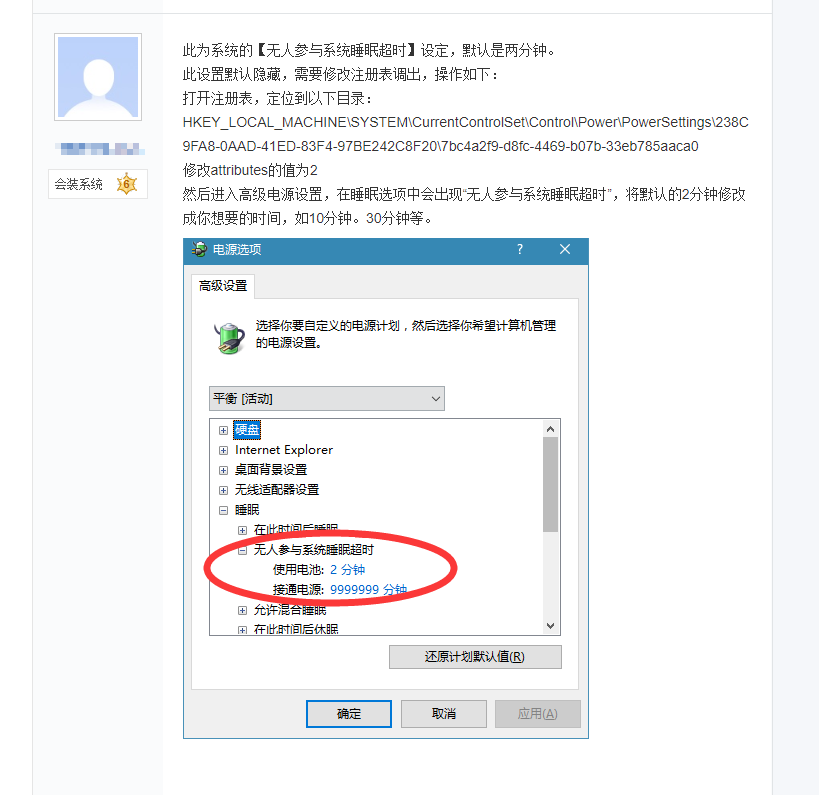 此为系统的【无人参与系统睡眠超时】设定，默认是两分钟。
此设置默认隐藏，需要修改注册表调出，操作如下：
打开注册表，定位到以下目录：
HKEY_LOCAL_MACHINE\SYSTEM\CurrentControlSet\Control\Power\PowerSettings\238C
9FA8-0AAD-41ED-83F4-97BE242C8F20\7bc4a2f9-d8fc-4469-b07b-33eb785aaca0
修改attributes的值为2
然后进入高级电源设置，在睡眠选项中会出现“无人参与系统睡眠超时”，将默认的2分钟修改
成你想要的时间，如10分钟。30分钟等。
会装系统 6
电源选项 ?
高级设置
选择你要自定义的电源计划，然后选择你希望计算机管理
的电源设置。
平衡 [活动]
硬盘
Internet Explorer
桌面背景设置
无线适配器设置
睡眠
在此时间后睡眠
无人参与系统睡眠超时
使用电池: 2 分钟
接通电源: 9999999 分钟
允许混合睡眠
在此时间后休眠
还原计划默认值(R)
确定 取消 应用(A)